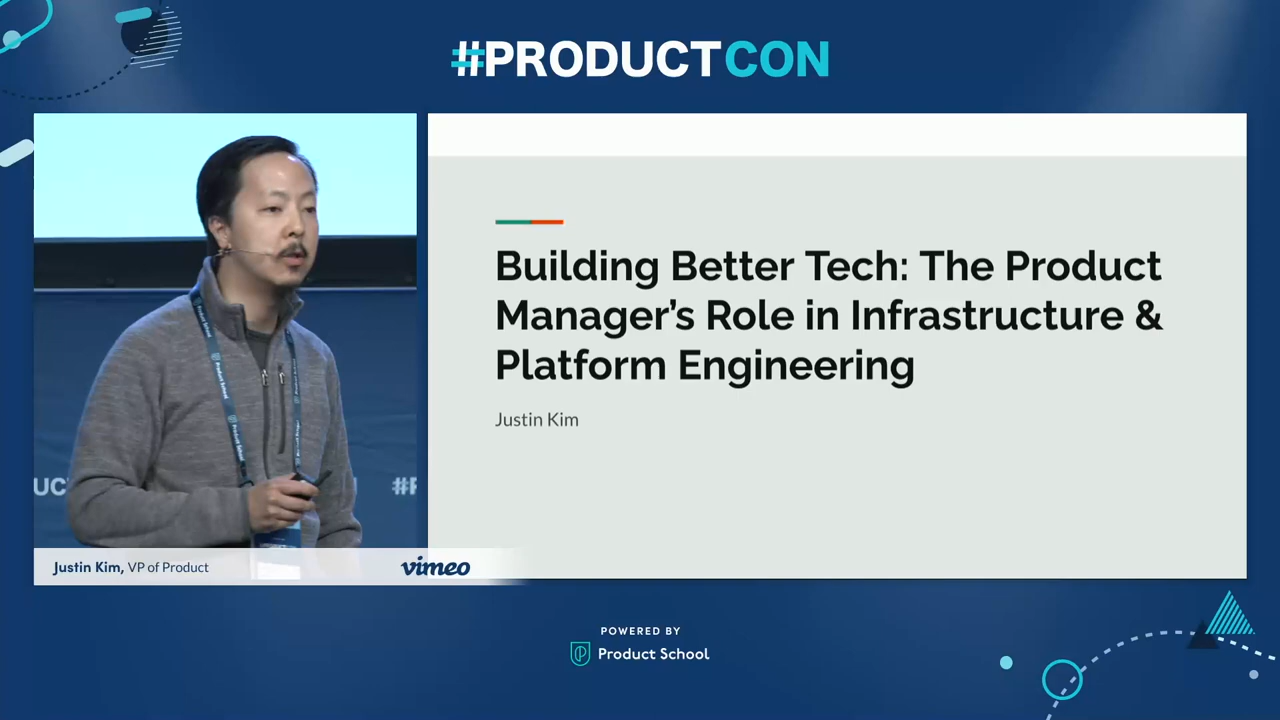 #PRODUCTCON
Building Better Tech: The Product
Manager's Role in Infrastructure &
Platform Engineering
Justin Kim
UC
#P
Justin Kim, VP of Product
vimeo
POWERED BY
Product School